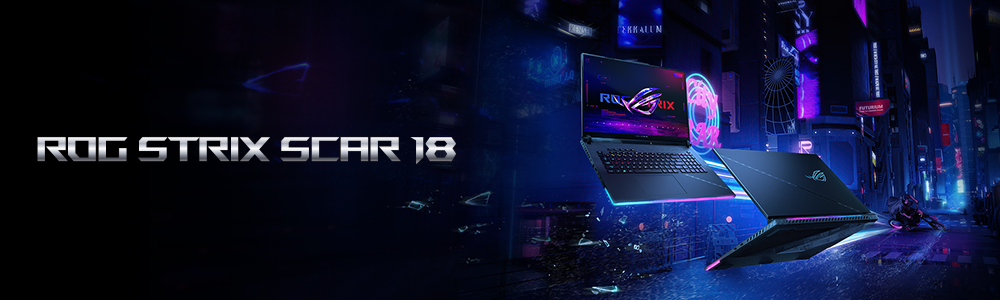 ROG STRIX SCAR 18
ROG STRIX
FUTURISM